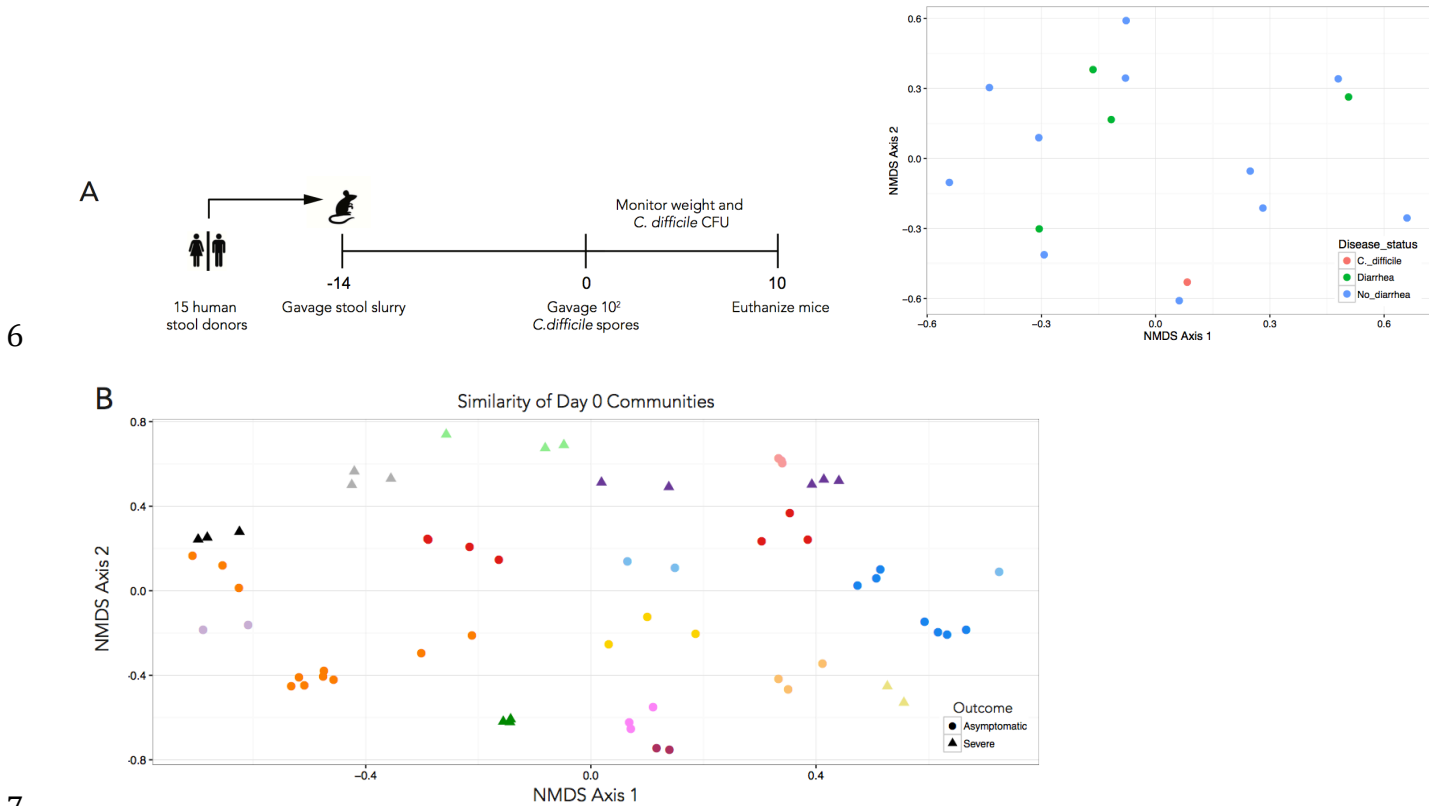 A
15 human
stool donors
-14
Gavage stool slurry
0
Gavage 10²
C.difficile spores
Monitor weight and
C. difficile CFU
10
Euthanize mice
6
NMDS Axis 2
0.6
0.3
0.0
−0.3
−0.6
−0.6
−0.3
0.0
0.3
0.6
NMDS Axis 1
Disease_status
C._difficile
Diarrhea
No_diarrhea
B
Similarity of Day 0 Communities
NMDS Axis 2
0.8
0.4
0.0
−0.4
−0.8
−0.4
0.0
0.4
NMDS Axis 1
Outcome
Asymptomatic
Severe